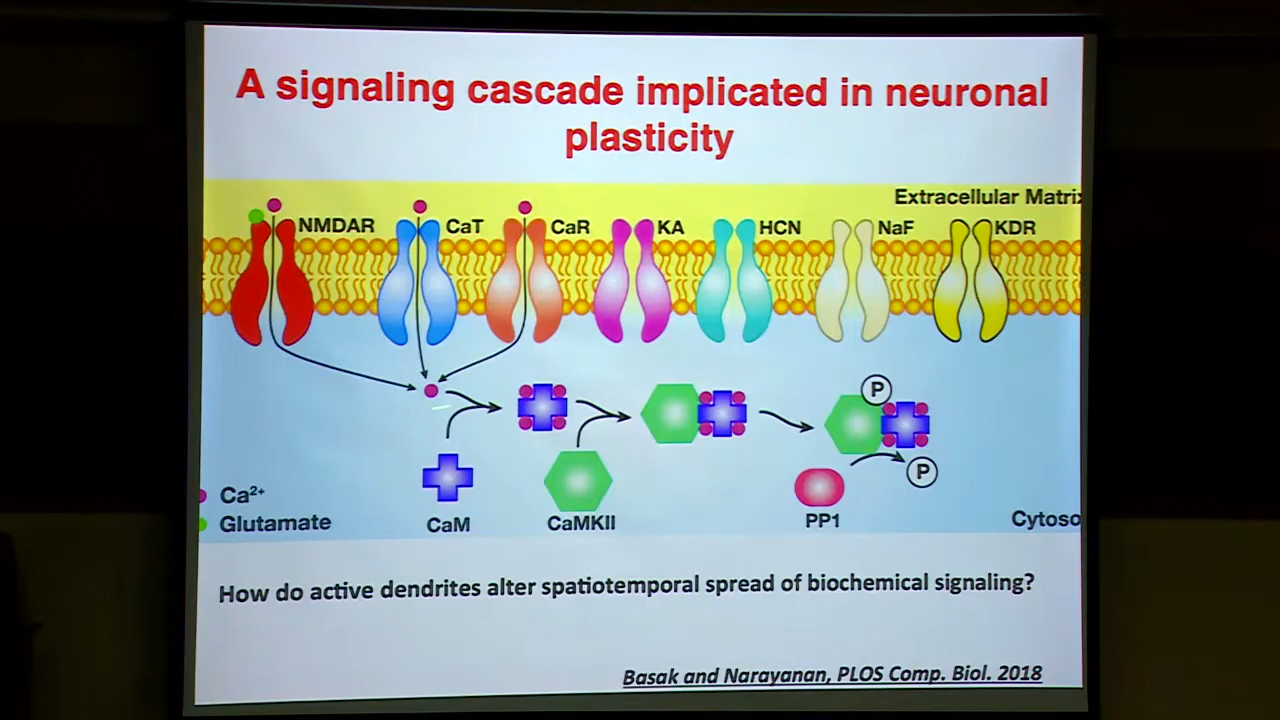 A signaling cascade implicated in neuronal
plasticity
Extracellular Matrix
NMDAR CaT CaR KA HCN NaF KDR
P
P
Ca²⁺
Glutamate
CaM CaMKII PP1 Cytoso
How do active dendrites alter spatiotemporal spread of biochemical signaling?
Basak and Narayanan, PLOS Comp. Biol. 2018